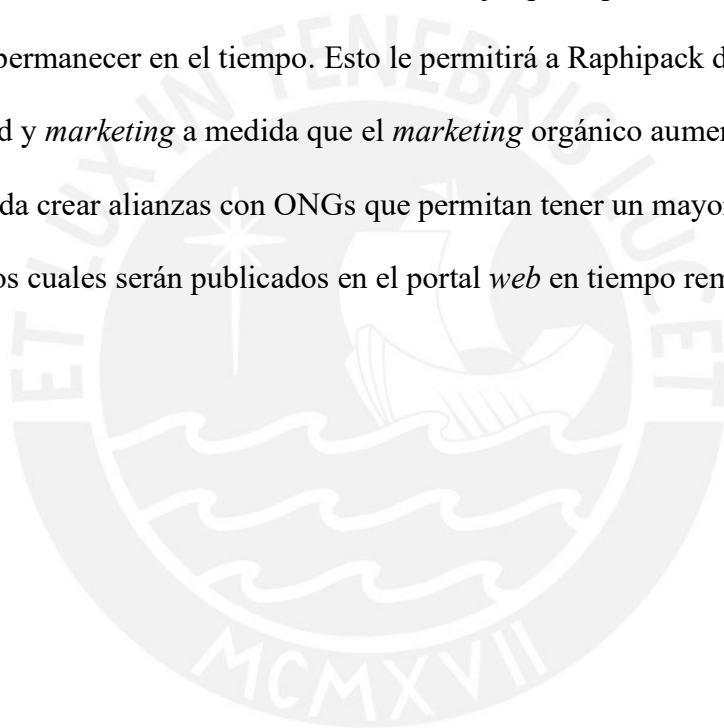 permanecer en el tiempo. Esto le permitirá a Raphipack d
d y marketing a medida que el marketing orgánico aumen
da crear alianzas con ONGs que permitan tener un mayo
os cuales serán publicados en el portal web en tiempo rem
ET LUX IN TENEBRIS LUCET
MCMXVII